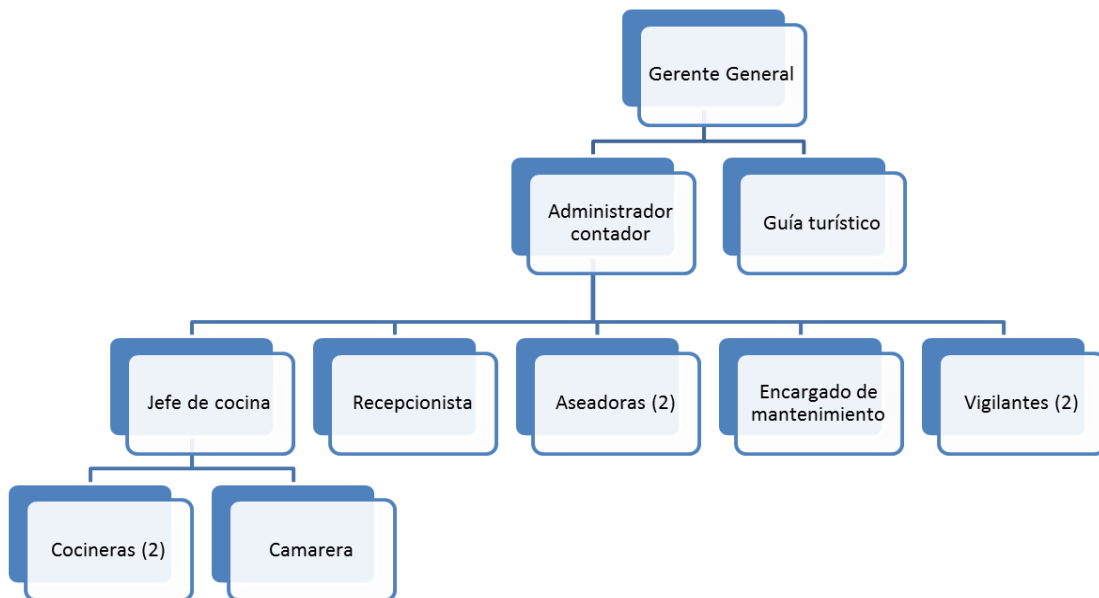 Gerente General
Administrador
contador
Guía turístico
Jefe de cocina
Recepcionista
Aseadoras (2)
Encargado de
mantenimiento
Vigilantes (2)
Cocineras (2)
Camarera